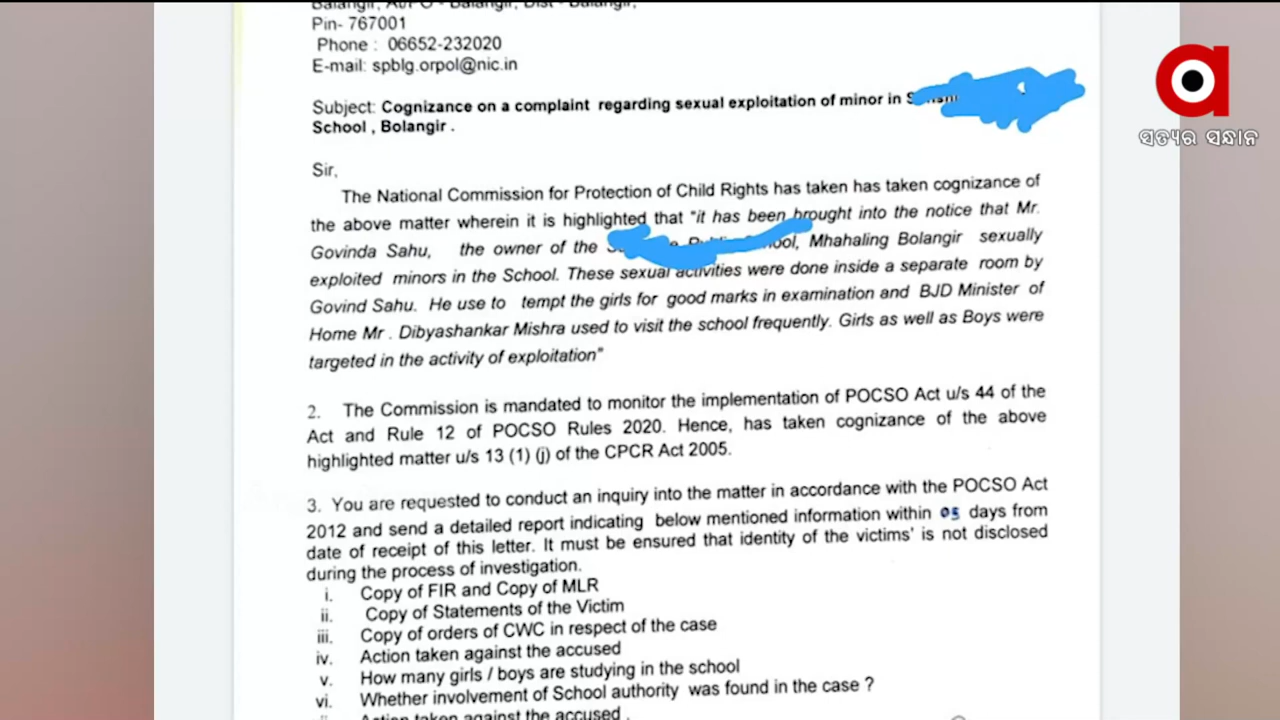 Balangir, At/PO - Balangir, Dist - Balangir,
Pin- 767001
Phone : 06652-232020
E-mail: spblg.orpol@nic.in
Subject: Cognizance on a complaint regarding sexual exploitation of minor in
School , Bolangir .
Sir,
The National Commission for Protection of Child Rights has taken has taken cognizance of
the above matter wherein it is highlighted that "it has been brought into the notice that Mr.
Govinda Sahu, the owner of the Mhahaling Bolangir sexually
exploited minors in the School. These sexual activities were done inside a separate room by
Govind Sahu. He use to tempt the girls for good marks in examination and BJD Minister of
Home Mr . Dibyashankar Mishra used to visit the school frequently. Girls as well as Boys were
targeted in the activity of exploitation"
2. The Commission is mandated to monitor the implementation of POCSO Act u/s 44 of the
Act and Rule 12 of POCSO Rules 2020. Hence, has taken cognizance of the above
highlighted matter u/s 13 (1) (j) of the CPCR Act 2005.
3. You are requested to conduct an inquiry into the matter in accordance with the POCSO Act
2012 and send a detailed report indicating below mentioned information within 05 days from
date of receipt of this letter. It must be ensured that identity of the victims' is not disclosed
during the process of investigation.
i. Copy of FIR and Copy of MLR
ii. Copy of Statements of the Victim
iii. Copy of orders of CWC in respect of the case
iv. Action taken against the accused
v. How many girls / boys are studying in the school
vi. Whether involvement of School authority was found in the case ?
Action taken against the accused .
ସତ୍ୟର ସନ୍ଧାନ